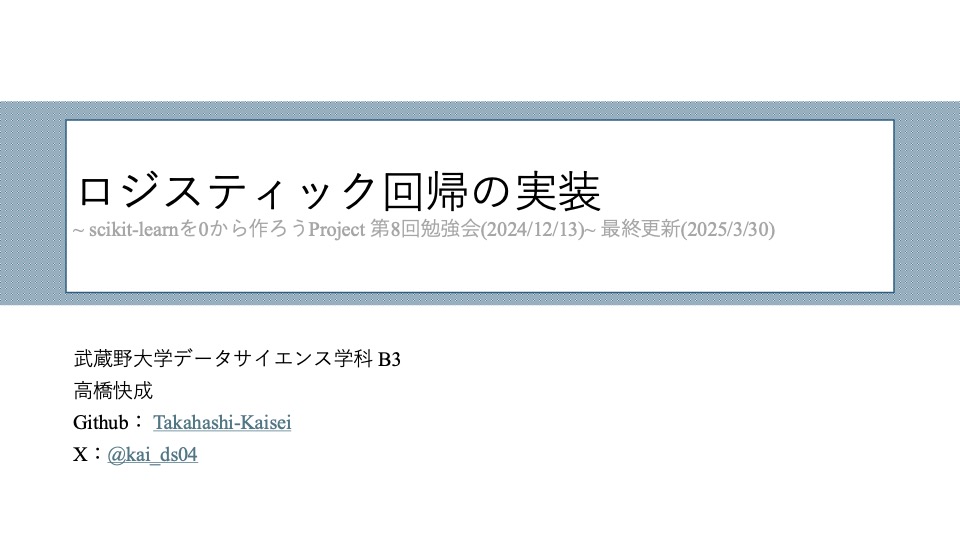 ロジスティック回帰の実装
~ scikit-learnを0から作ろうProject 第8回勉強会(2024/12/13)~ 最終更新(2025/3/30)
武蔵野大学データサイエンス学科 B3
高橋快成
Github： Takahashi-Kaisei
X：@kai_ds04